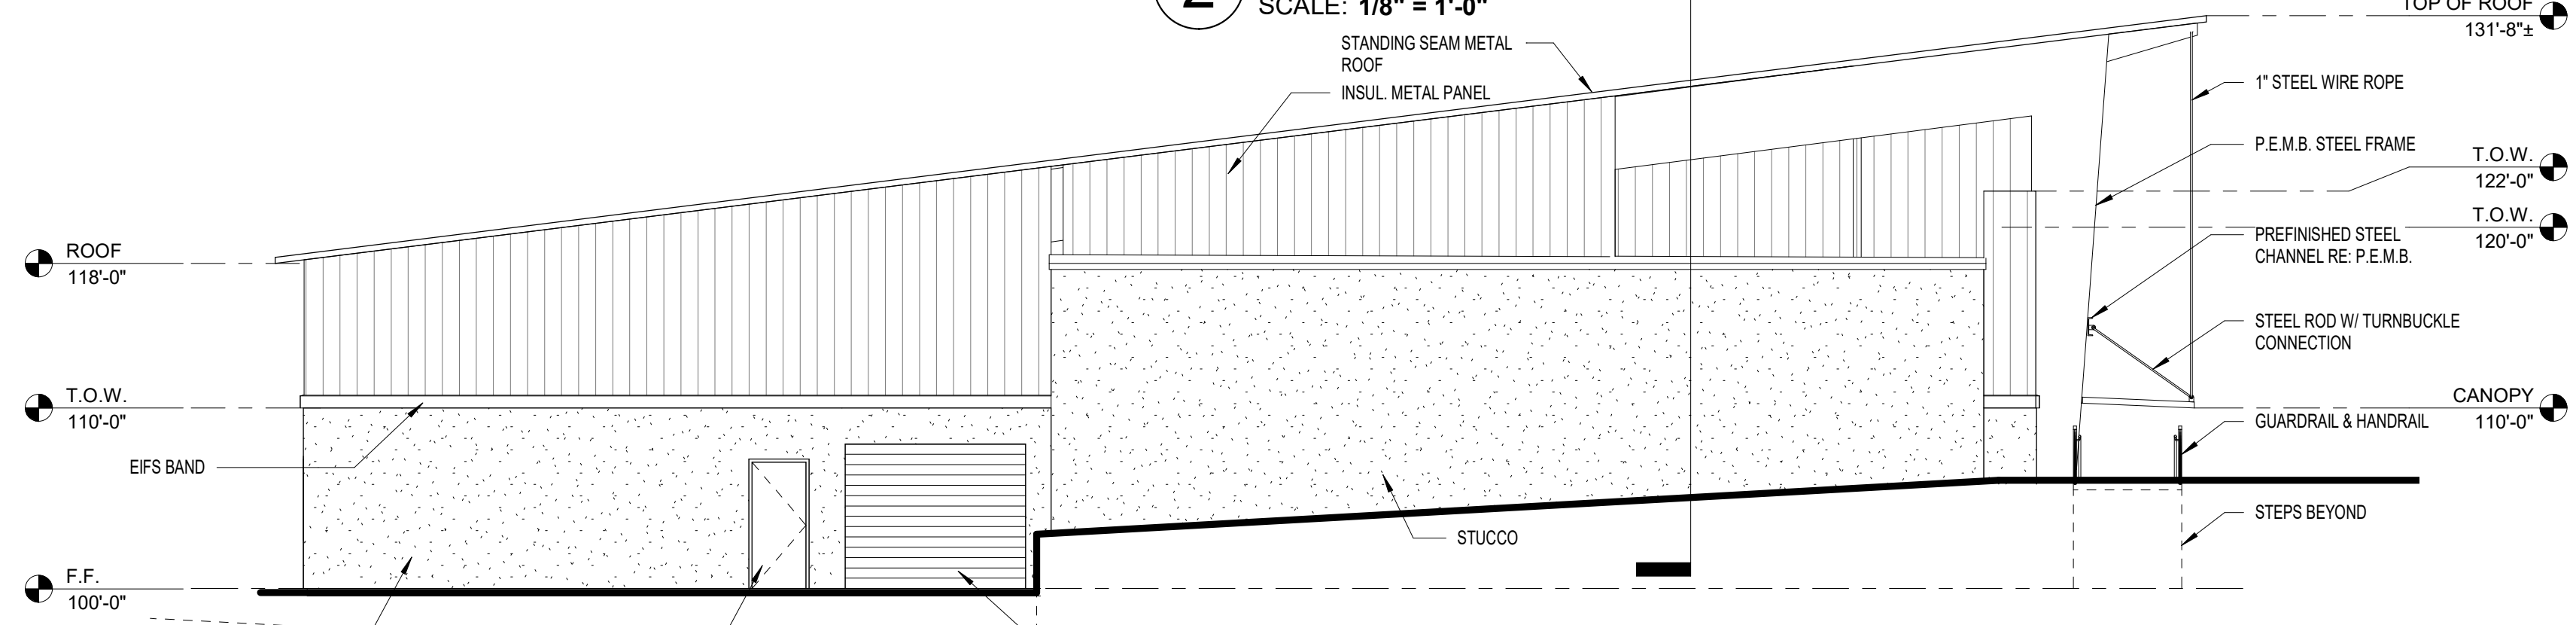 2
SCALE: 1/8" = 1'-0"
TOP OF ROOF
131'-8"±
STANDING SEAM METAL
ROOF
INSUL. METAL PANEL
1" STEEL WIRE ROPE
P.E.M.B. STEEL FRAME
T.O.W.
122'-0"
T.O.W.
120'-0"
PREFINISHED STEEL
CHANNEL RE: P.E.M.B.
ROOF
118'-0"
STEEL ROD W/ TURNBUCKLE
CONNECTION
T.O.W.
110'-0"
CANOPY
110'-0"
GUARDRAIL & HANDRAIL
EIFS BAND
STEPS BEYOND
STUCCO
F.F.
100'-0"